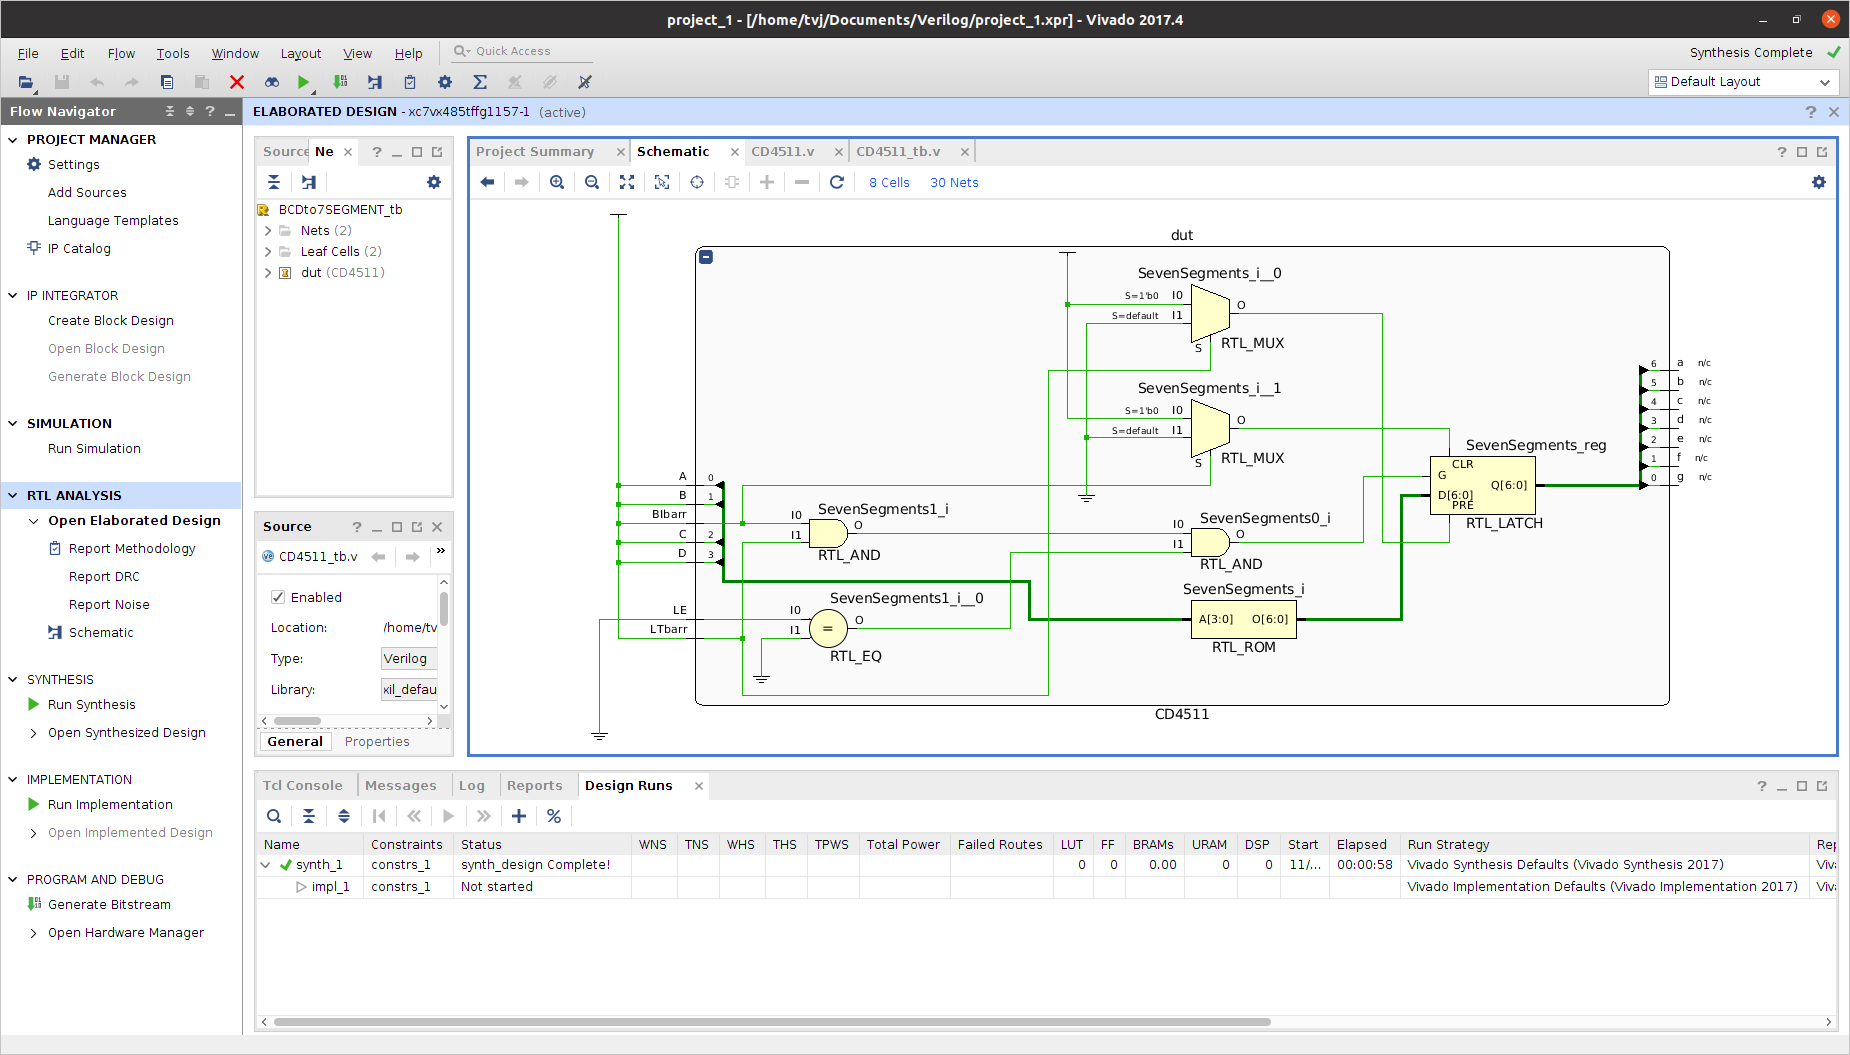 project_1 - [/home/tvj/Documents/Verilog/project_1.xpr] - Vivado 2017.4
File Edit Flow Tools Window Layout View Help Quick Access
Synthesis Complete
Default Layout
Flow Navigator
PROJECT MANAGER
Settings
Add Sources
Language Templates
IP Catalog
IP INTEGRATOR
Create Block Design
Open Block Design
Generate Block Design
SIMULATION
Run Simulation
RTL ANALYSIS
Open Elaborated Design
Report Methodology
Report DRC
Report Noise
Schematic
SYNTHESIS
Run Synthesis
Open Synthesized Design
IMPLEMENTATION
Run Implementation
Open Implemented Design
PROGRAM AND DEBUG
Generate Bitstream
Open Hardware Manager
ELABORATED DESIGN - xc7vx485tffg1157-1 (active)
Source Ne
BCDto7SEGMENT_tb
Nets (2)
Leaf Cells (2)
dut (CD4511)
Source
CD4511_tb.v
Enabled
Location: /home/tv
Type: Verilog
Library: xil_defau
General Properties
Project Summary Schematic CD4511.v CD4511_tb.v
8 Cells 30 Nets
dut
SevenSegments_i__0
S=1'b0 I0
O
S=default I1
S RTL_MUX
SevenSegments_i__1
S=1'b0 I0
O
S=default I1
S RTL_MUX
A 0
B 1
BIbarr
C 2
D 3
LE
LTbarr
SevenSegments1_i
I0
O
I1
RTL_AND
SevenSegments1_i__0
I0
O
I1
=
RTL_EQ
SevenSegments0_i
I0
O
I1
RTL_AND
SevenSegments_i
A[3:0] O[6:0]
RTL_ROM
SevenSegments_reg
CLR
G
Q[6:0]
D[6:0]
PRE
RTL_LATCH
6 a n/c
5 b n/c
4 c n/c
3 d n/c
2 e n/c
1 f n/c
0 g n/c
CD4511
Tcl Console Messages Log Reports Design Runs
Name Constraints Status WNS TNS WHS THS TPWS Total Power Failed Routes LUT FF BRAMs URAM DSP Start Elapsed Run Strategy Rep
synth_1 constrs_1 synth_design Complete! 0 0 0.00 0 0 11/... 00:00:58 Vivado Synthesis Defaults (Vivado Synthesis 2017) Viva
impl_1 constrs_1 Not started Vivado Implementation Defaults (Vivado Implementation 2017) Viva